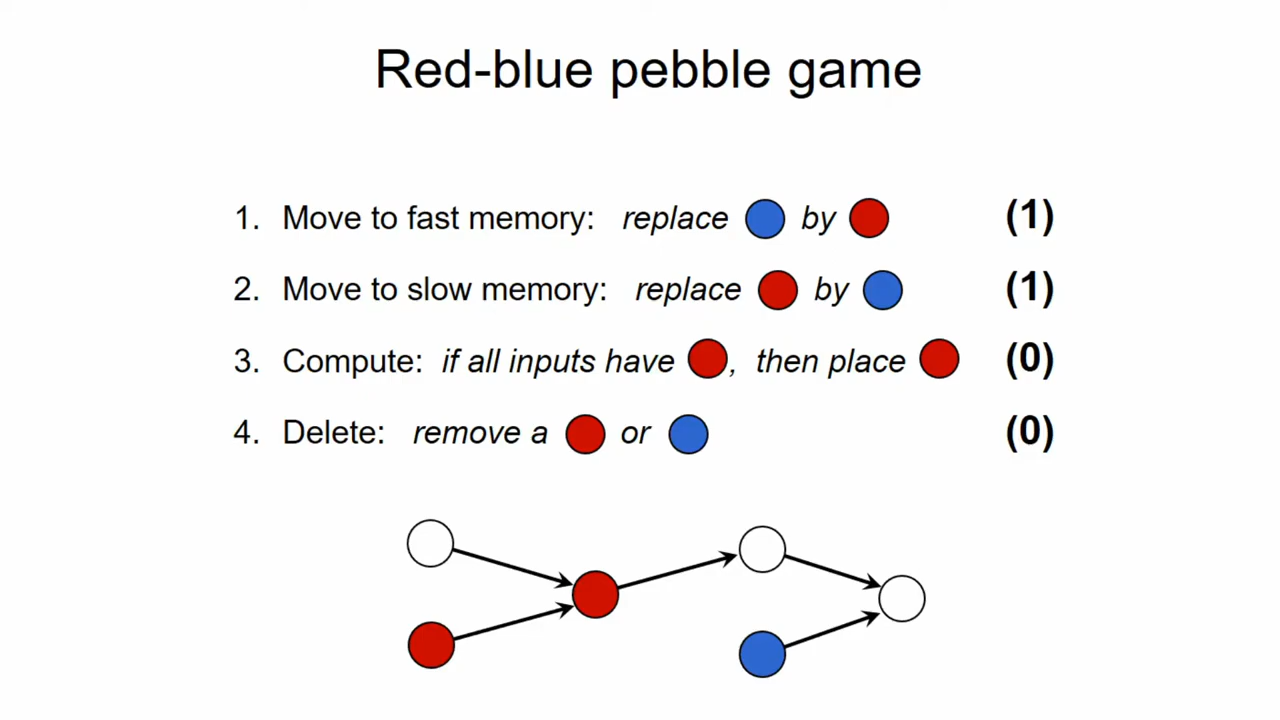 Red-blue pebble game
1. Move to fast memory: replace by (1)
2. Move to slow memory: replace by (1)
3. Compute: if all inputs have , then place (0)
4. Delete: remove a or (0)